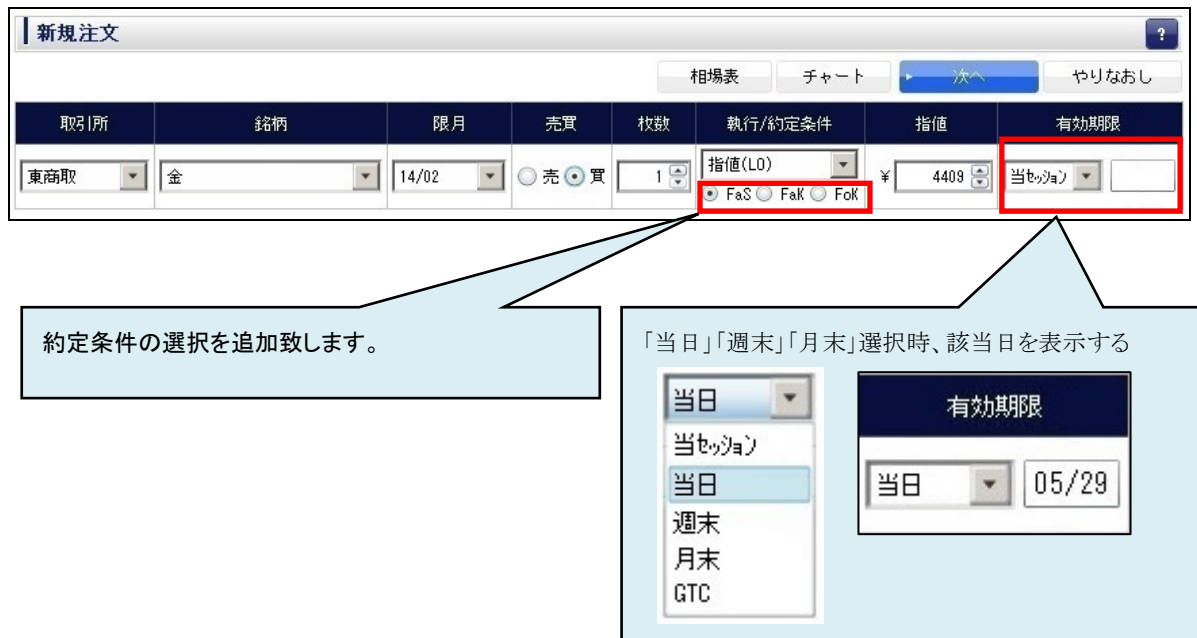 新規注文
?
相場表 チャート 次へ やりなおし
取引所 銘柄 限月 売買 枚数 執行/約定条件 指値 有効期限
東商取 金 14/02 売 買 1 指値(LO) ¥ 4409 当ｾｯｼｮﾝ
FaS FaK FoK
約定条件の選択を追加致します。
「当日」「週末」「月末」選択時、該当日を表示する
当日
当ｾｯｼｮﾝ
当日
週末
月末
GTC
有効期限
当日 05/29